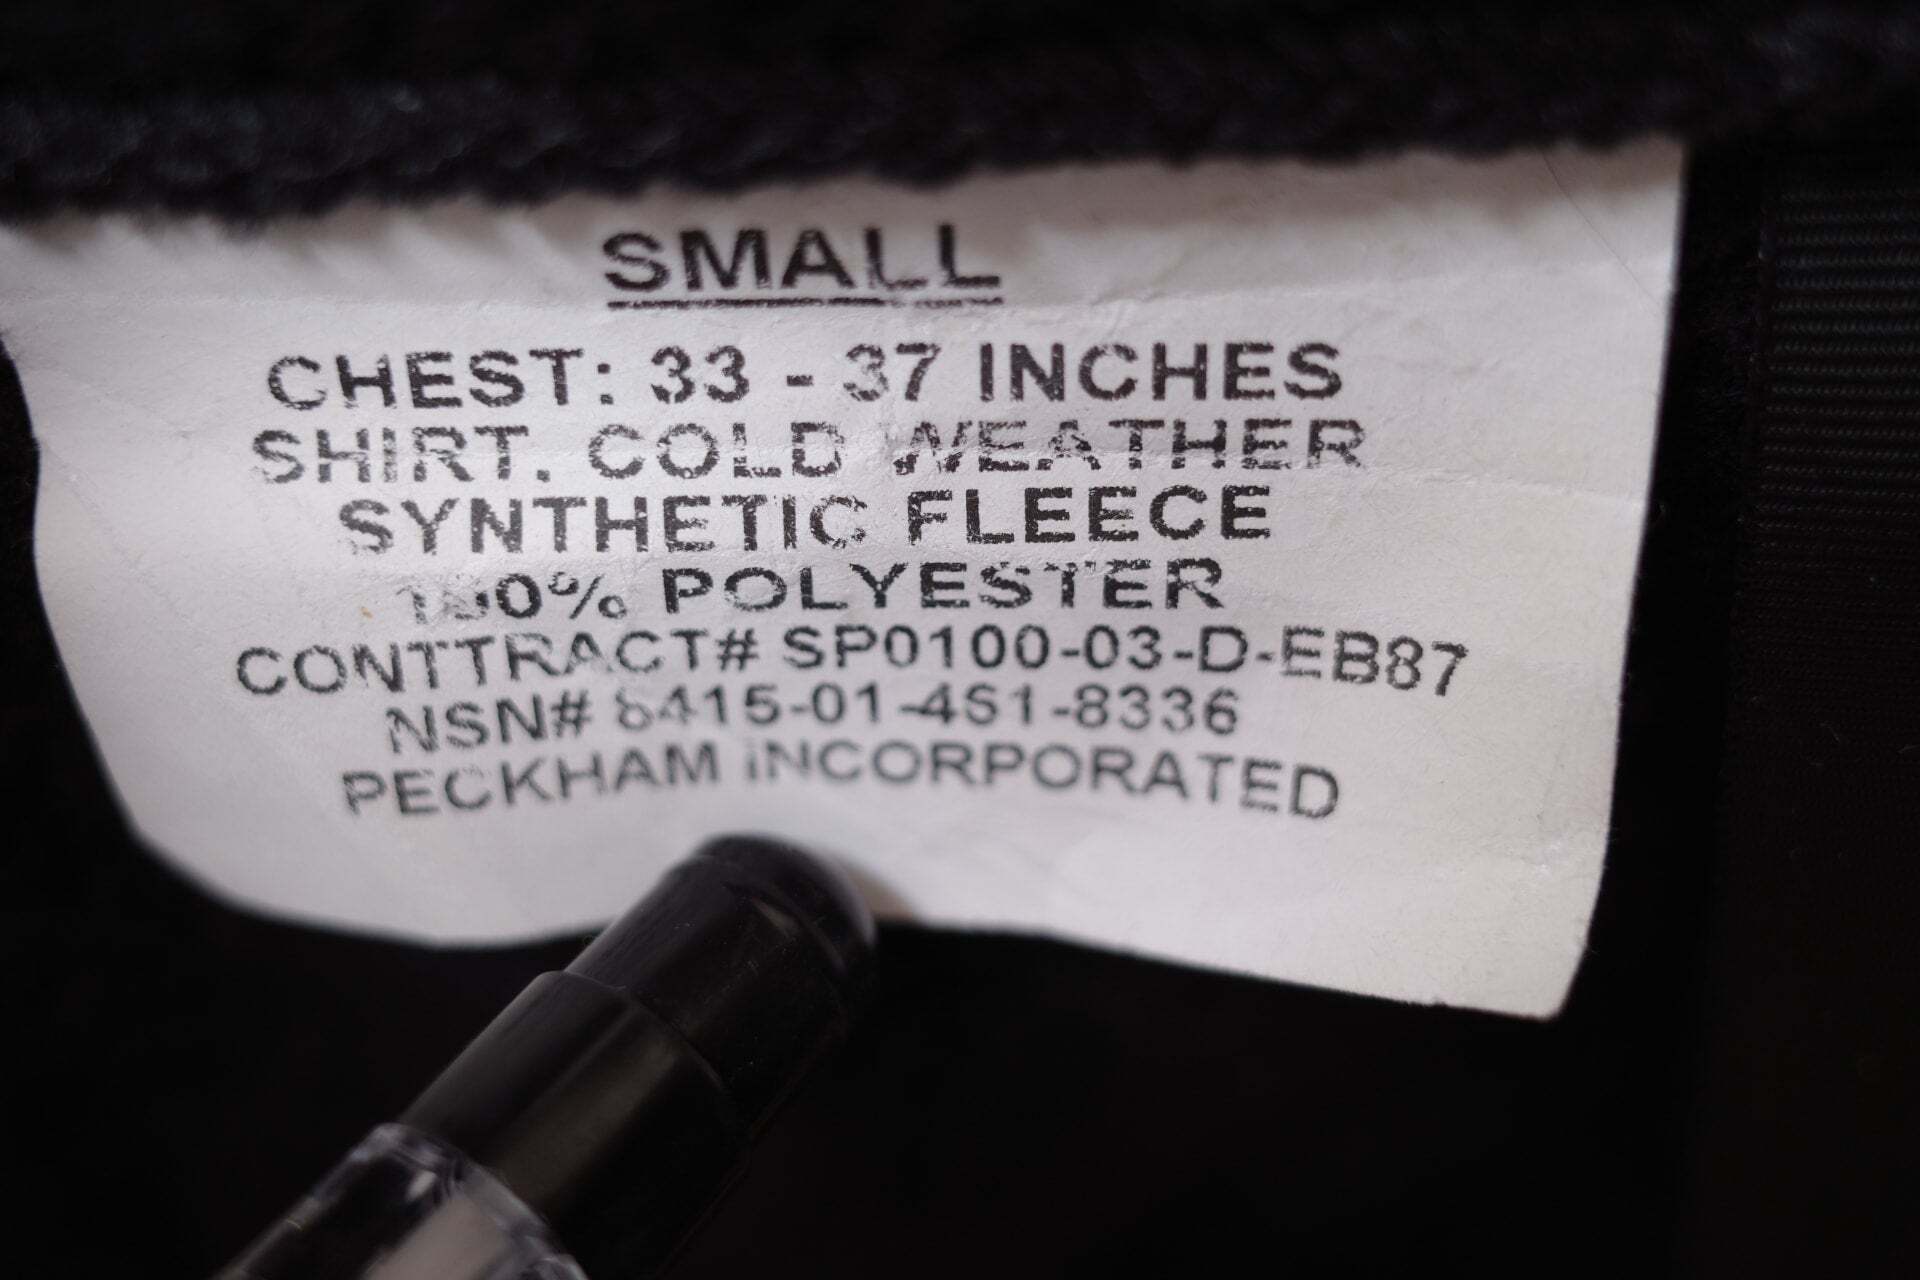 SMALL
CHEST: 33 - 37 INCHES
SHIRT. COLD WEATHER
SYNTHETIC FLEECE
100% POLYESTER
CONTTRACT# SP0100-03-D-EB87
NSN# 8415-01-461-8336
PECKHAM INCORPORATED